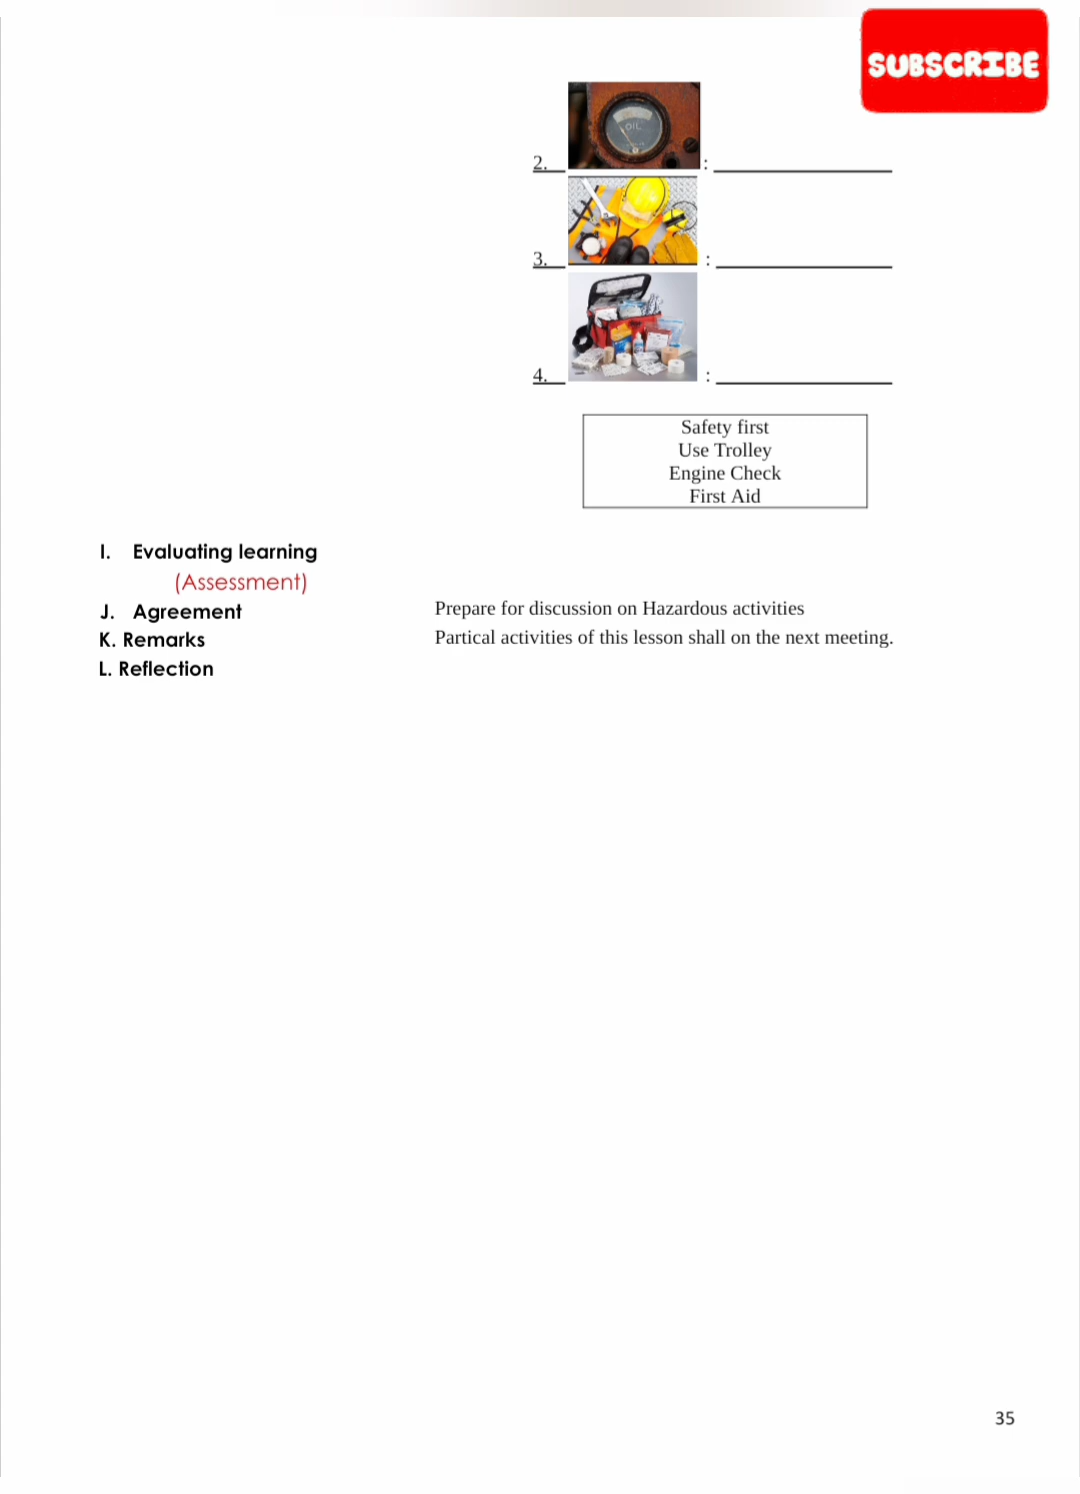 SUBSCRIBE
OIL
2. : 
3. : 
4. : 
Safety first
Use Trolley
Engine Check
First Aid
I. Evaluating learning
(Assessment)
J. Agreement Prepare for discussion on Hazardous activities
K. Remarks Partical activities of this lesson shall on the next meeting.
L. Reflection
35